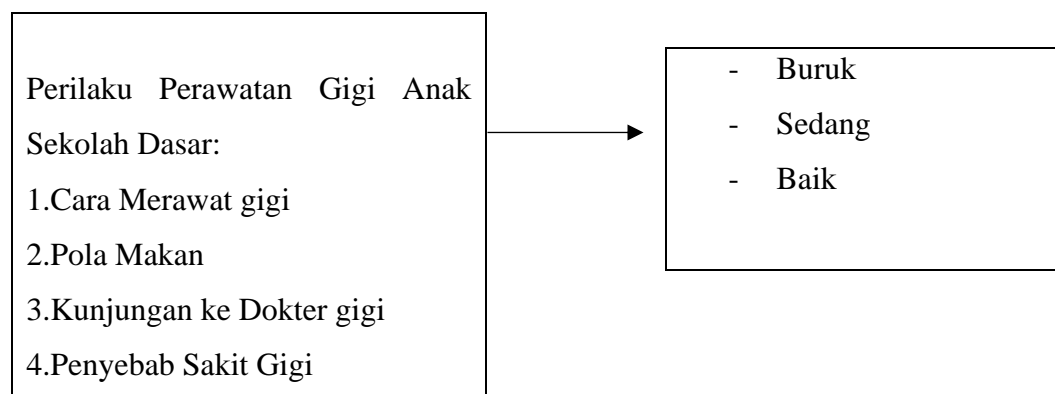 Perilaku Perawatan Gigi Anak
Sekolah Dasar:
1.Cara Merawat gigi
2.Pola Makan
3.Kunjungan ke Dokter gigi
4.Penyebab Sakit Gigi
- Buruk
- Sedang
- Baik